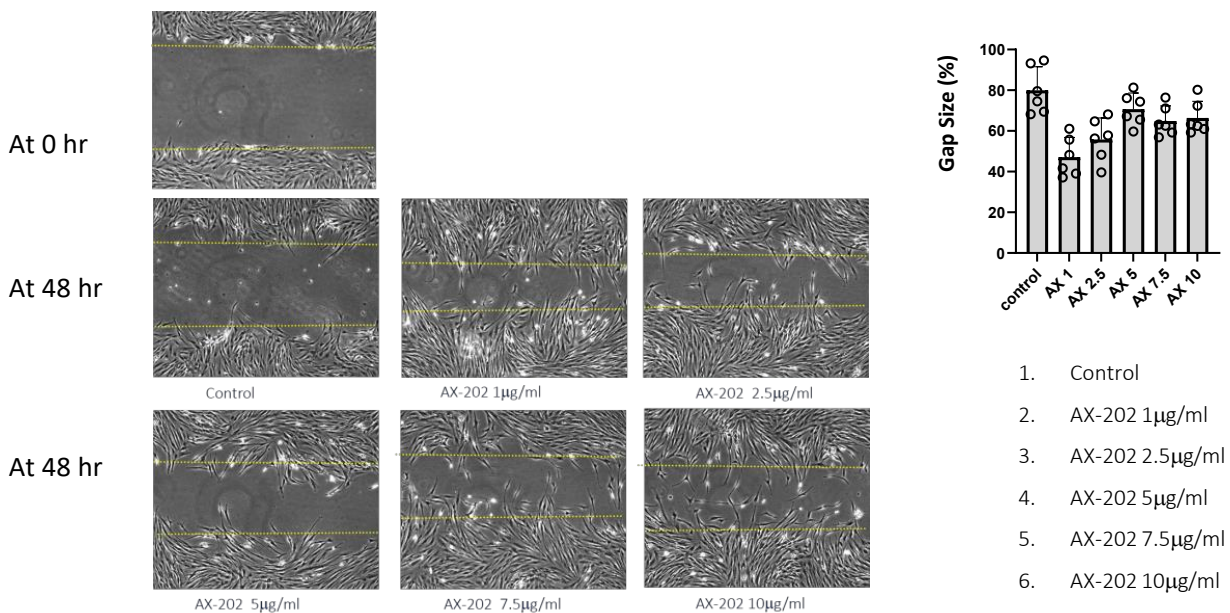 At 0 hr
At 48 hr
Control
AX-202 1µg/ml
AX-202 2.5µg/ml
At 48 hr
AX-202 5µg/ml
AX-202 7.5µg/ml
AX-202 10µg/ml
Gap Size (%)
100
80
60
40
20
0
control
AX 1
AX 2.5
AX 5
AX 7.5
AX 10
1. Control
2. AX-202 1µg/ml
3. AX-202 2.5µg/ml
4. AX-202 5µg/ml
5. AX-202 7.5µg/ml
6. AX-202 10µg/ml